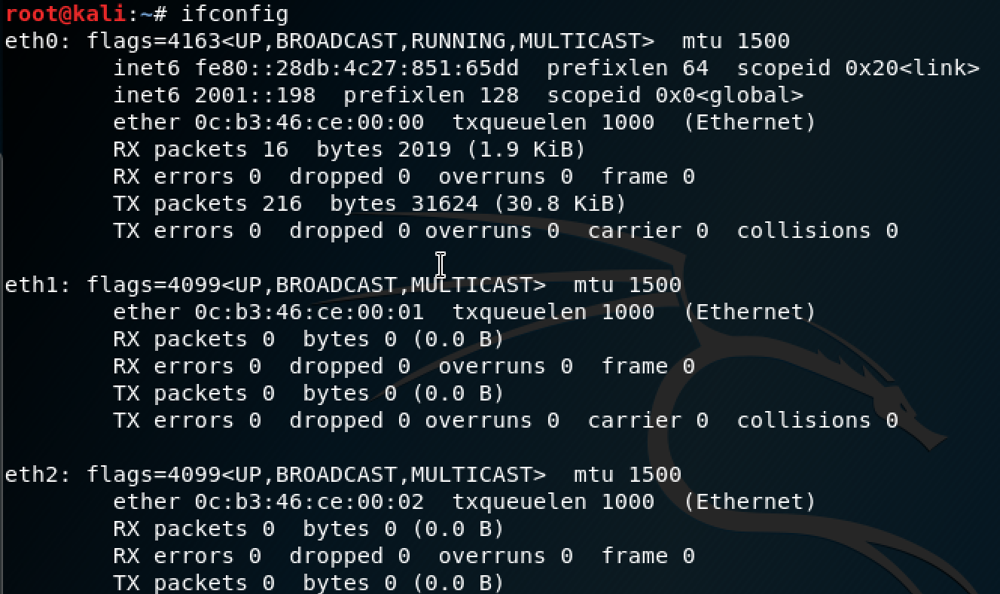 root@kali:~# ifconfig
eth0: flags=4163<UP,BROADCAST,RUNNING,MULTICAST>  mtu 1500
        inet6 fe80::28db:4c27:851:65dd  prefixlen 64  scopeid 0x20<link>
        inet6 2001::198  prefixlen 128  scopeid 0x0<global>
        ether 0c:b3:46:ce:00:00  txqueuelen 1000  (Ethernet)
        RX packets 16  bytes 2019 (1.9 KiB)
        RX errors 0  dropped 0  overruns 0  frame 0
        TX packets 216  bytes 31624 (30.8 KiB)
        TX errors 0  dropped 0 overruns 0  carrier 0  collisions 0

eth1: flags=4099<UP,BROADCAST,MULTICAST>  mtu 1500
        ether 0c:b3:46:ce:00:01  txqueuelen 1000  (Ethernet)
        RX packets 0  bytes 0 (0.0 B)
        RX errors 0  dropped 0  overruns 0  frame 0
        TX packets 0  bytes 0 (0.0 B)
        TX errors 0  dropped 0 overruns 0  carrier 0  collisions 0

eth2: flags=4099<UP,BROADCAST,MULTICAST>  mtu 1500
        ether 0c:b3:46:ce:00:02  txqueuelen 1000  (Ethernet)
        RX packets 0  bytes 0 (0.0 B)
        RX errors 0  dropped 0  overruns 0  frame 0
        TX packets 0  bytes 0 (0.0 B)